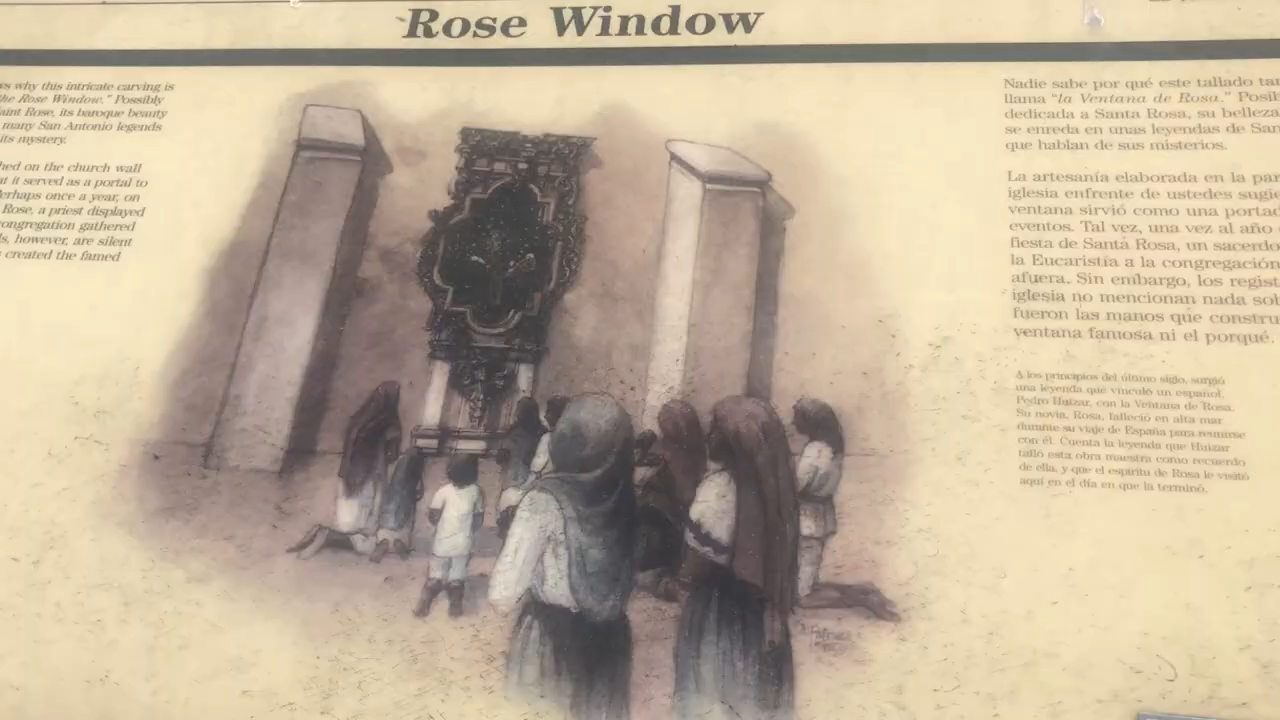 Rose Window
ws why this intricate carving is
the Rose Window." Possibly
aint Rose, its baroque beauty
many San Antonio legends
its mystery.
hed on the church wall
at it served as a portal to
Perhaps once a year, on
Rose, a priest displayed
congregation gathered
ls, however, are silent
created the famed
Nadie sabe por qué este tallado tan
llama "la Ventana de Rosa." Posib
dedicada a Santa Rosa, su belleza
se enreda en unas leyendas de San
que hablan de sus misterios.
La artesanía elaborada en la par
iglesia enfrente de ustedes sugie
ventana sirvió como una portad
eventos. Tal vez, una vez al año
fiesta de Santa Rosa, un sacerdo
la Eucaristía a la congregación
afuera. Sin embargo, los regist
iglesia no mencionan nada sob
fueron las manos que constru
ventana famosa ni el porqué.
A los principios del último siglo, surgió
una leyenda que vinculó un español,
Pedro Huizar, con la Ventana de Rosa.
Su novia, Rosa, falleció en alta mar
durante su viaje de España para reunirse
con él. Cuenta la leyenda que Huizar
talló esta obra maestra como recuerdo
de ella, y que el espíritu de Rosa le visitó
aquí en el día en que la terminó.